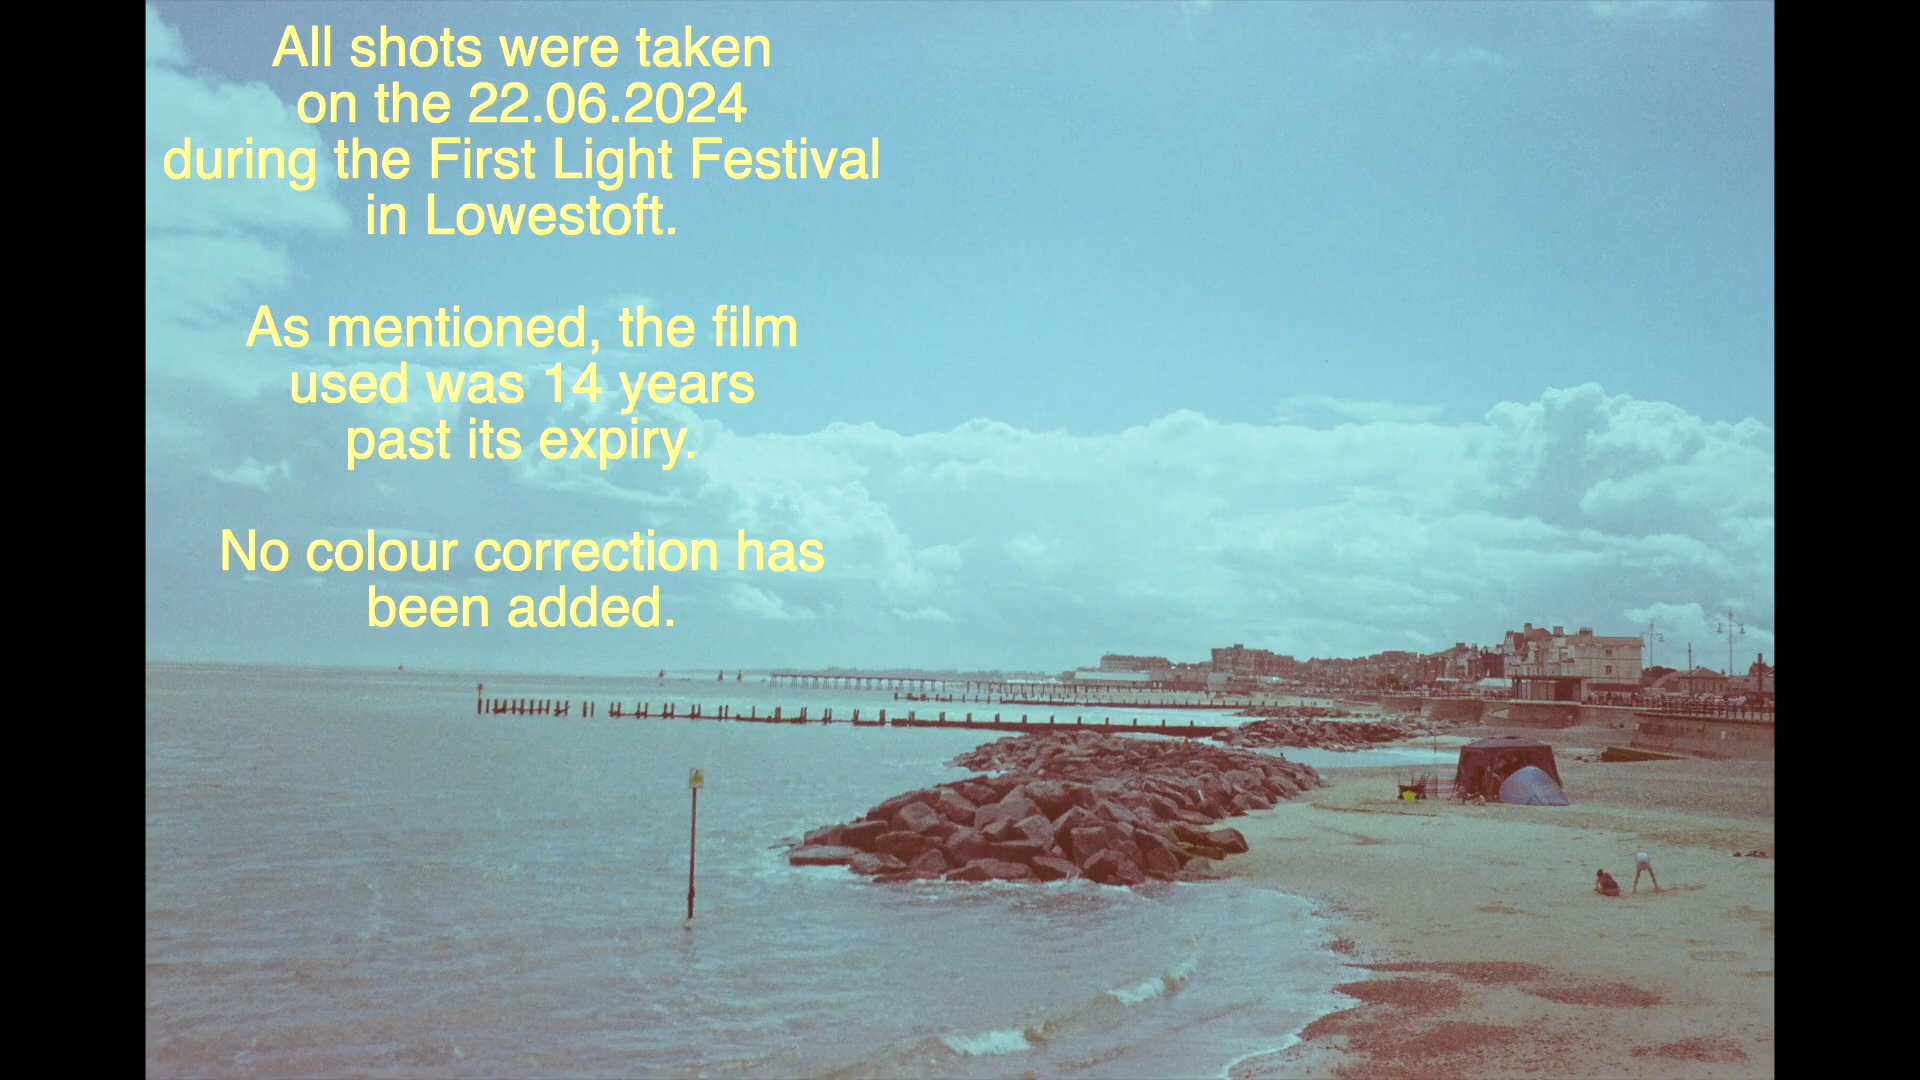 All shots were taken
on the 22.06.2024
during the First Light Festival
in Lowestoft.
As mentioned, the film
used was 14 years
past its expiry.
No colour correction has
been added.